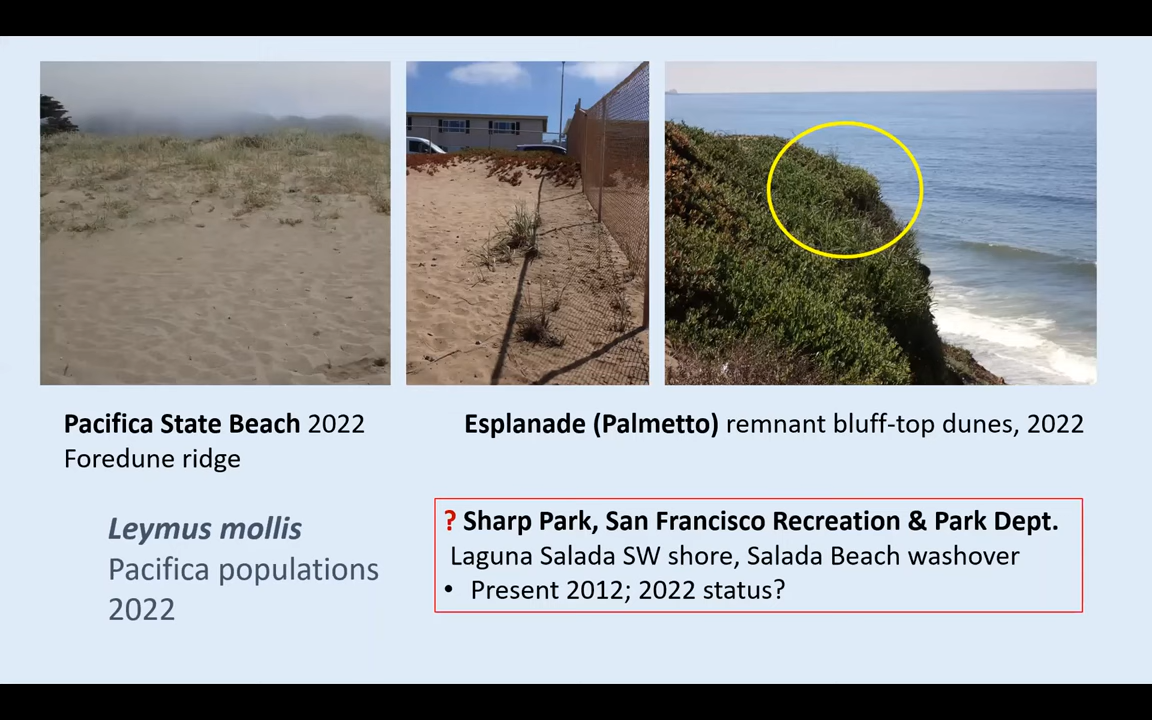 Pacifica State Beach 2022
Foredune ridge
Esplanade (Palmetto) remnant bluff-top dunes, 2022
Leymus mollis
Pacifica populations
2022
? Sharp Park, San Francisco Recreation & Park Dept.
Laguna Salada SW shore, Salada Beach washover
• Present 2012; 2022 status?